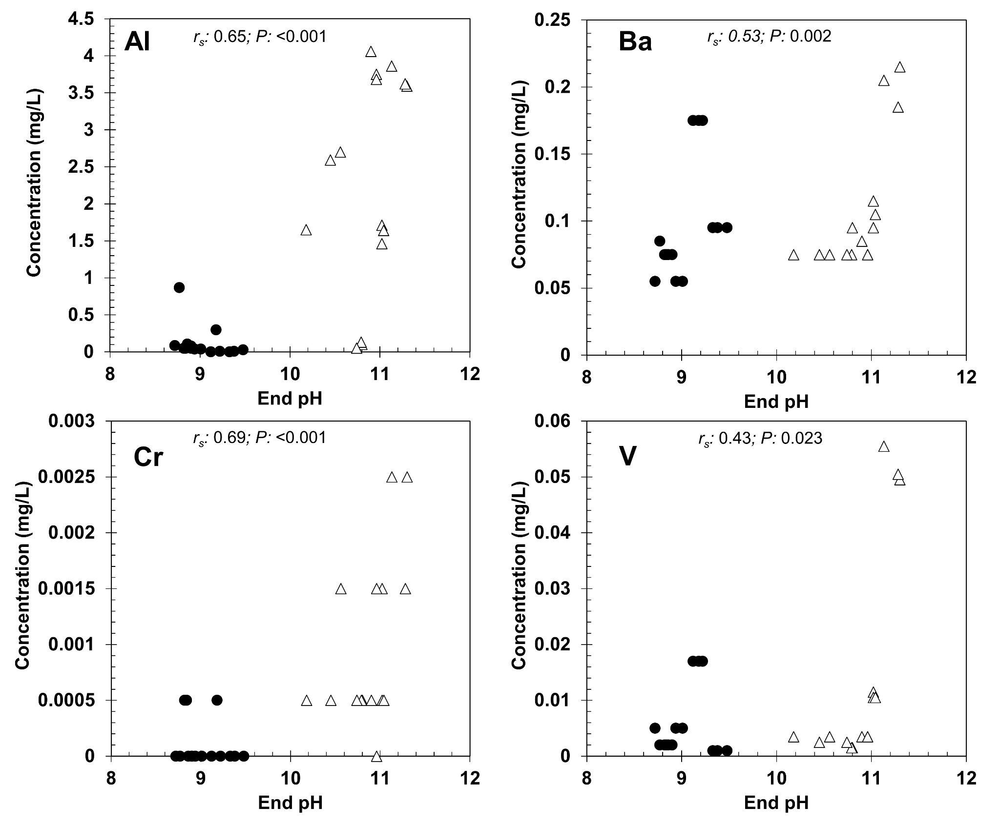 Al
rs: 0.65; P: <0.001
Concentration (mg/L)
4.5
4
3.5
3
2.5
2
1.5
1
0.5
0
8 9 10 11 12
End pH
Ba
rs: 0.53; P: 0.002
Concentration (mg/L)
0.25
0.2
0.15
0.1
0.05
0
8 9 10 11 12
End pH
Cr
rs: 0.69; P: <0.001
Concentration (mg/L)
0.003
0.0025
0.002
0.0015
0.001
0.0005
0
8 9 10 11 12
End pH
V
rs: 0.43; P: 0.023
Concentration (mg/L)
0.06
0.05
0.04
0.03
0.02
0.01
0
8 9 10 11 12
End pH